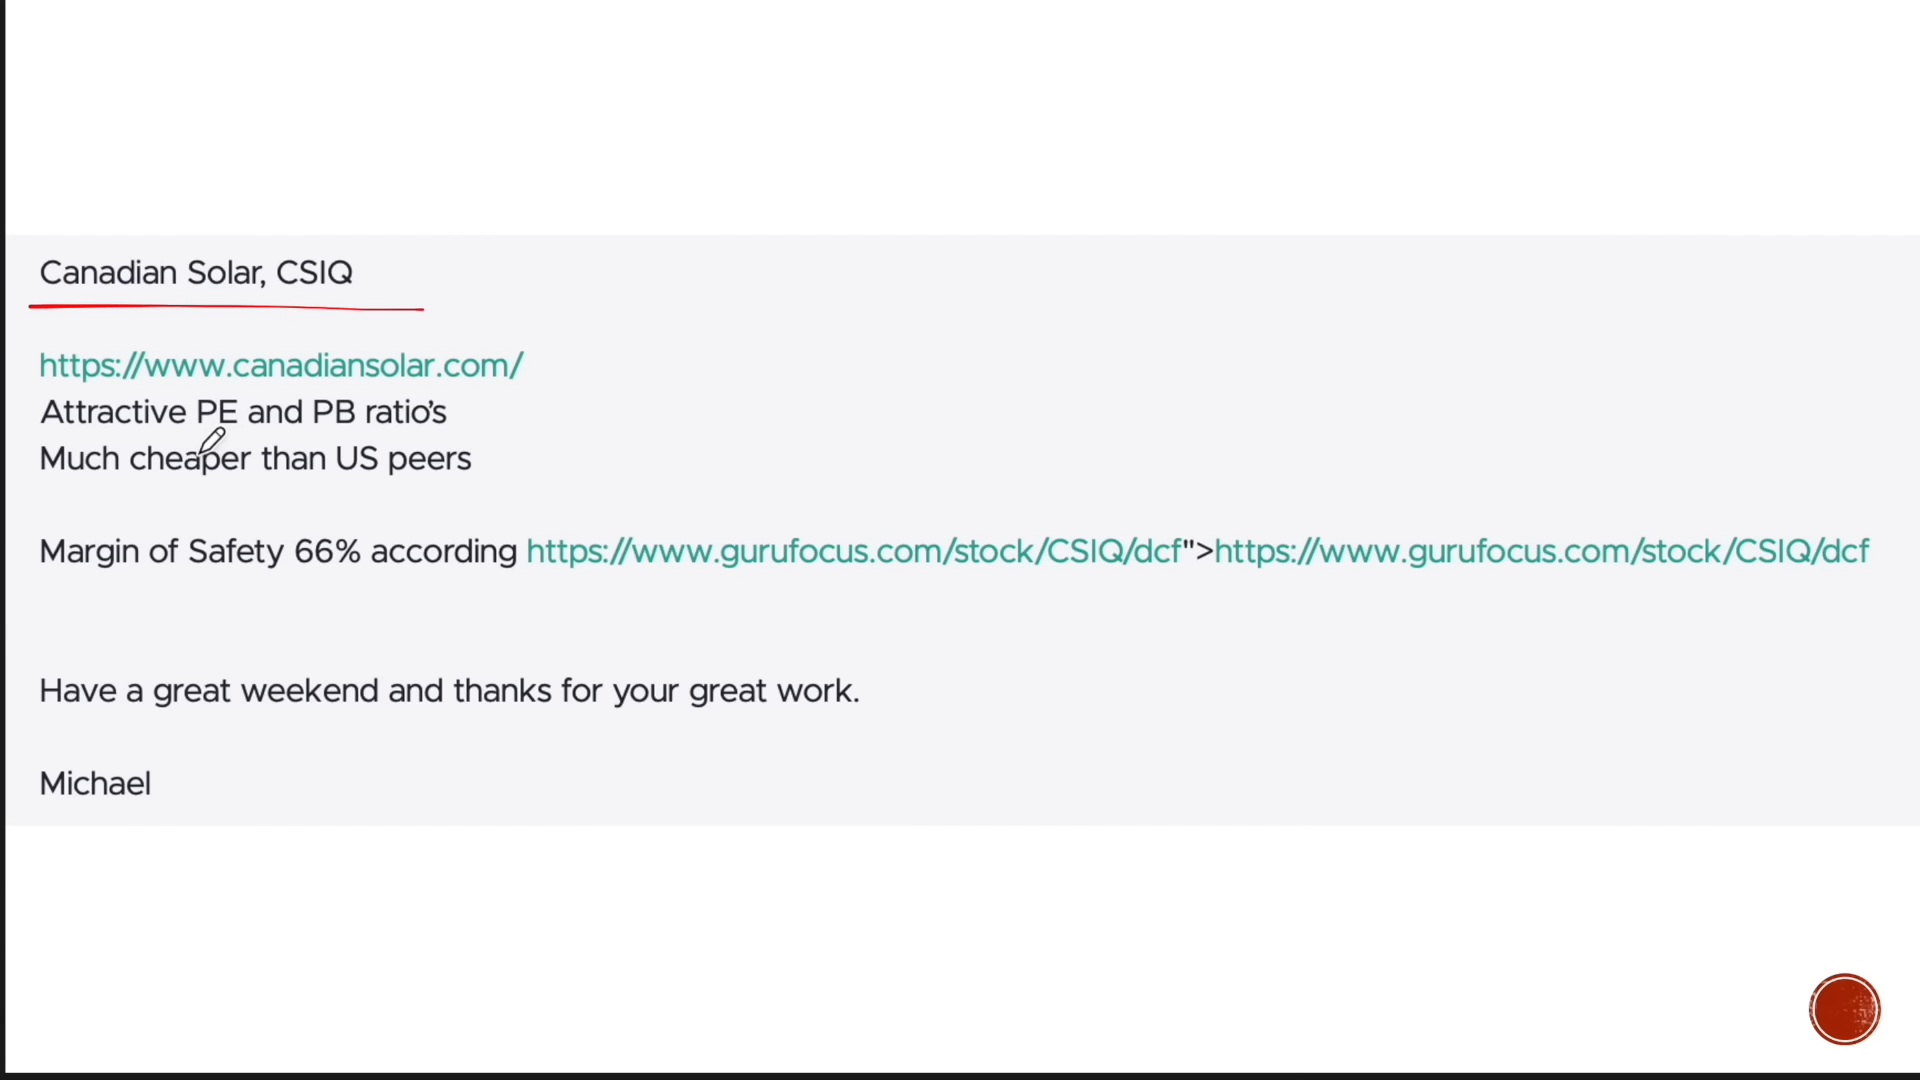 Canadian Solar, CSIQ
https://www.canadiansolar.com/
Attractive PE and PB ratio's
Much cheaper than US peers
Margin of Safety 66% according https://www.gurufocus.com/stock/CSIQ/dcf">https://www.gurufocus.com/stock/CSIQ/dcf
Have a great weekend and thanks for your great work.
Michael